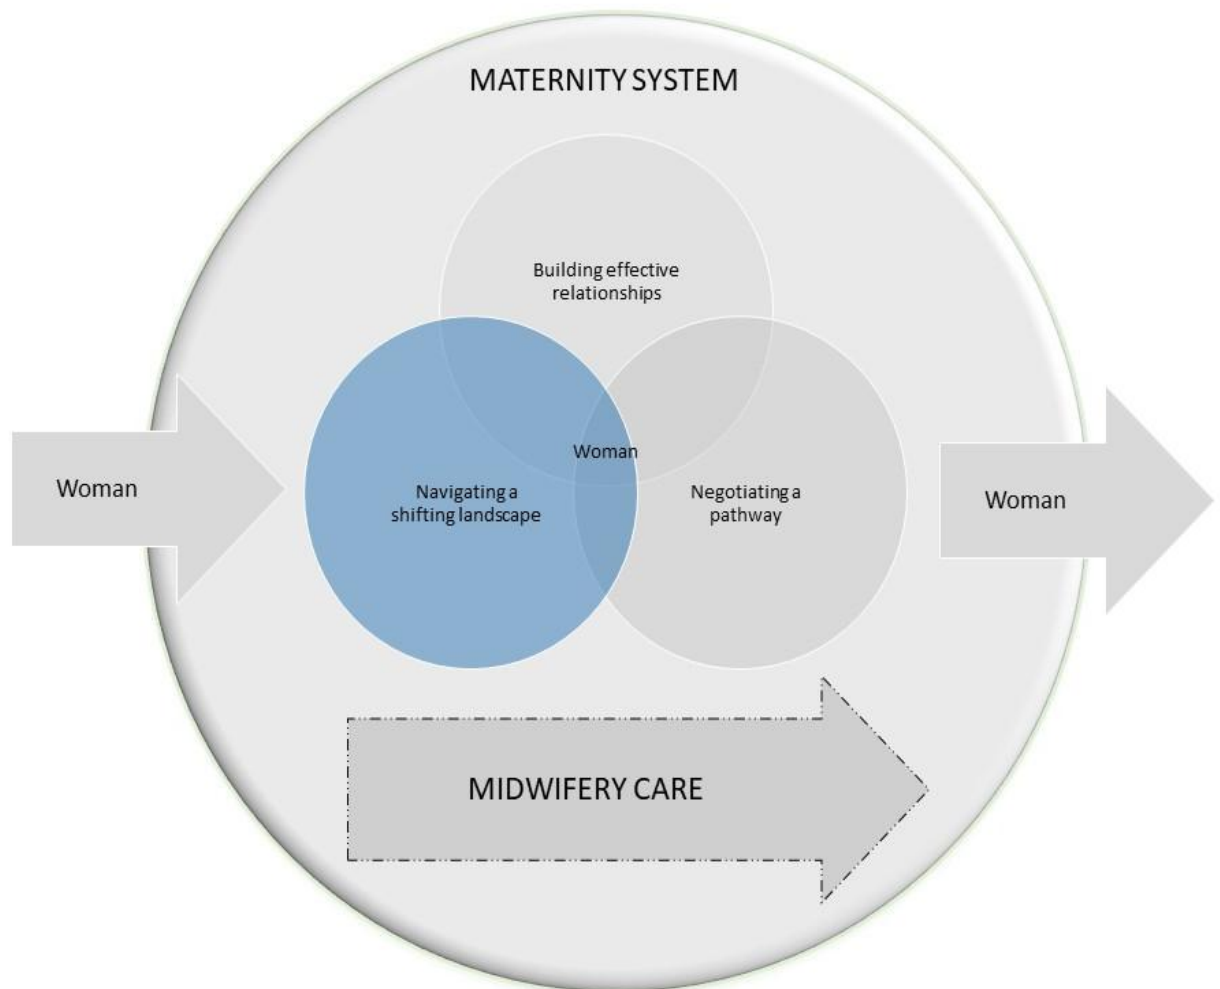 MATERNITY SYSTEM
Building effective
relationships
Woman
Woman
Navigating a
shifting landscape
Negotiating a
pathway
Woman
MIDWIFERY CARE